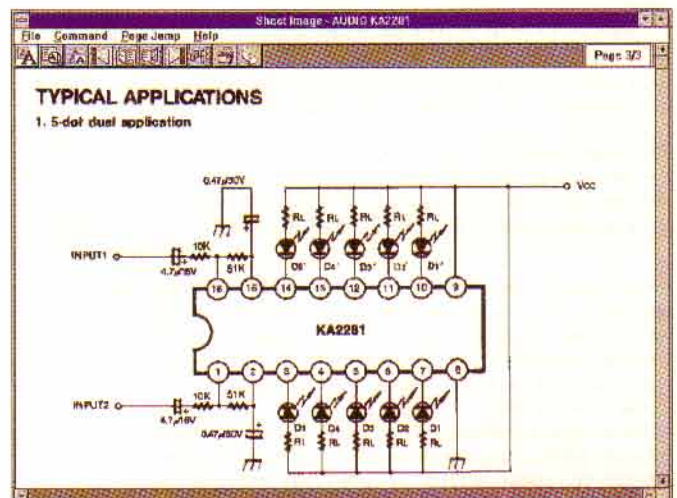 Sheet Image - AUDIO KA2281
File Command Page Jump Help
Page 3/3
TYPICAL APPLICATIONS
1. 5-dot dual application
0.47μ/50V
Vcc
RL RL RL RL RL
INPUT1
10K
51K
4.7μ/16V
D5' D4' D3' D2' D1'
16 15 14 13 12 11 10 9
KA2281
1 2 3 4 5 6 7 8
INPUT2
10K
51K
4.7μ/16V
0.47μ/50V
D5 D4 D3 D2 D1
RL RL RL RL RL